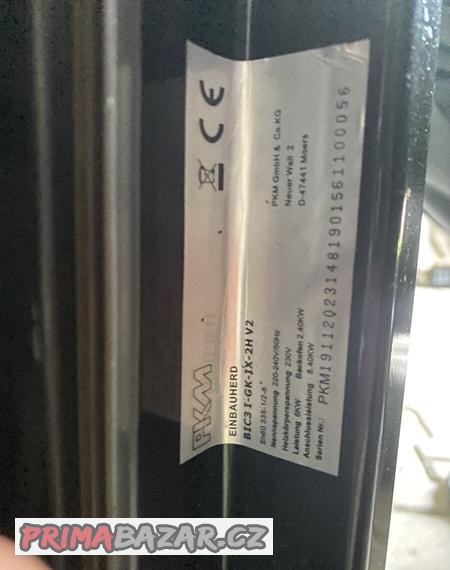 PKM
EINBAUHERD
BIC3 I-GK-IX-2H V2
En60 335-1/2-6
Nennspannung 220-240V/50Hz
Heizkörperspannung 230V
Leistung 6KW Backofen 2.40KW
Anschlussleistung 8.40KW
Serien Nr.: PKM1911120231481901561100056
PKM GmbH & Co.KG
Neuer Wall 2
D-47441 Moers
CE
PRIMABAZAR.CZ